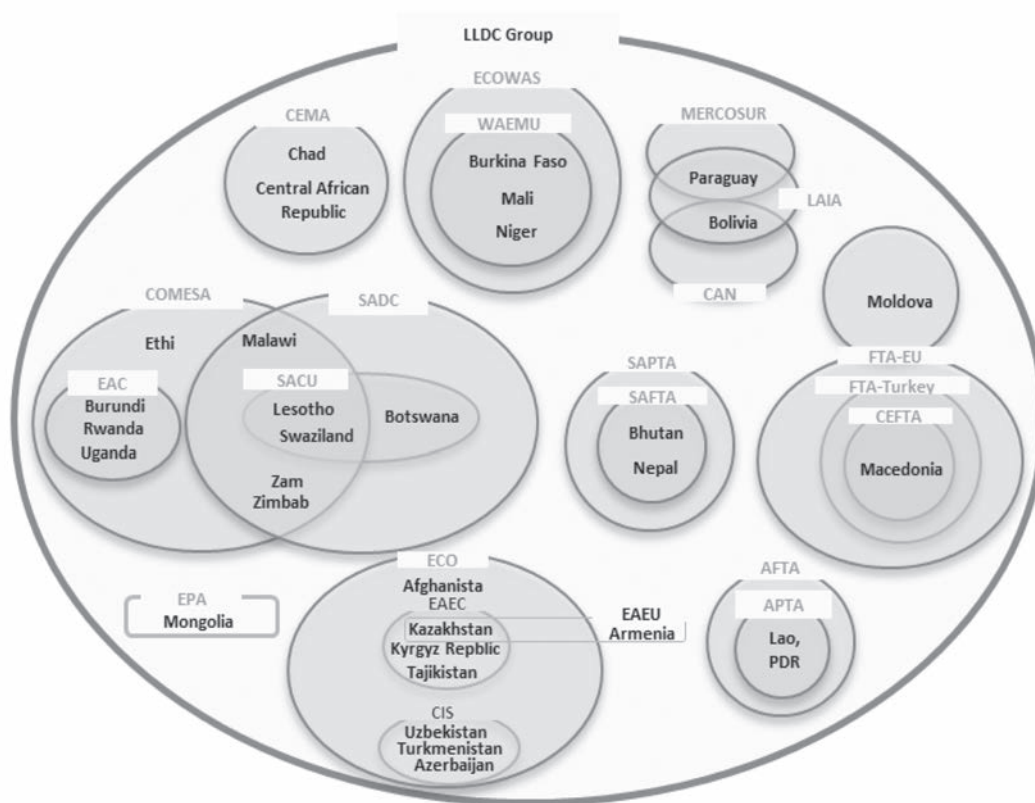 LLDC Group
ECOWAS
WAEMU
Burkina Faso
Mali
Niger
CEMA
Chad
Central African
Republic
MERCOSUR
Paraguay
LAIA
Bolivia
CAN
Moldova
COMESA
Ethi
Malawi
SADC
EAC
Burundi
Rwanda
Uganda
SACU
Lesotho
Swaziland
Botswana
Zam
Zimbab
SAPTA
SAFTA
Bhutan
Nepal
FTA-EU
FTA-Turkey
CEFTA
Macedonia
EPA
Mongolia
ECO
Afghanista
EAEC
Kazakhstan
Kyrgyz Repblic
Tajikistan
EAEU
Armenia
CIS
Uzbekistan
Turkmenistan
Azerbaijan
AFTA
APTA
Lao,
PDR